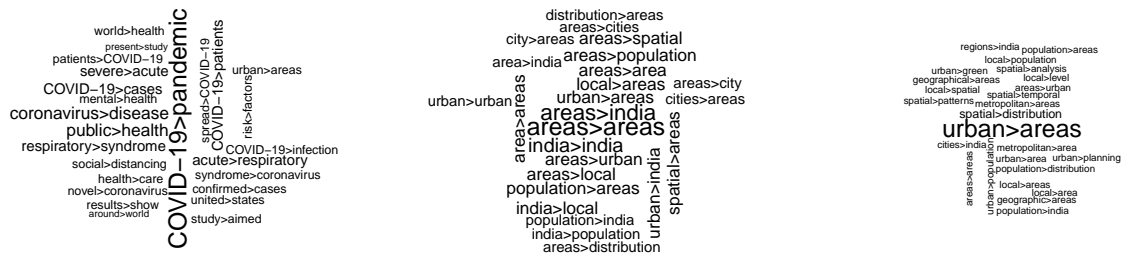 world>health
present>study
patients>COVID−19
severe>acute
COVID−19>cases
mental>health
coronavirus>disease
public>health
respiratory>syndrome
social>distancing
health>care
novel>coronavirus
results>show
around>world
COVID−19>pandemic
spread>COVID−19
COVID−19>patients
urban>areas
risk>factors
COVID−19>infection
acute>respiratory
syndrome>coronavirus
confirmed>cases
united>states
study>aimed
distribution>areas
areas>cities
city>areas
areas>spatial
areas>population
area>india
areas>area
local>areas
areas>city
urban>urban
urban>areas
cities>areas
area>areas
areas>india
areas>areas
india>india
areas>urban
areas>local
population>areas
urban>india
spatial>areas
india>local
population>india
india>population
areas>distribution
regions>india
population>areas
local>population
urban>green
spatial>analysis
geographical>areas
local>level
local>spatial
areas>urban
spatial>temporal
spatial>patterns
metropolitan>areas
spatial>distribution
urban>areas
cities>india
metropolitan>area
areas>areas
urban>population
urban>area
urban>planning
population>distribution
local>areas
local>area
geographic>areas
population>india